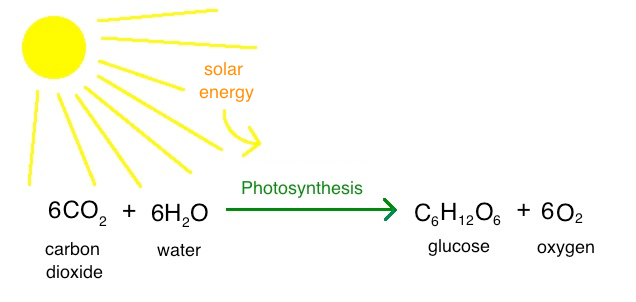 solar
energy
Photosynthesis
6CO₂ + 6H₂O C₆H₁₂O₆ + 6O₂
carbon
dioxide
water
glucose
oxygen